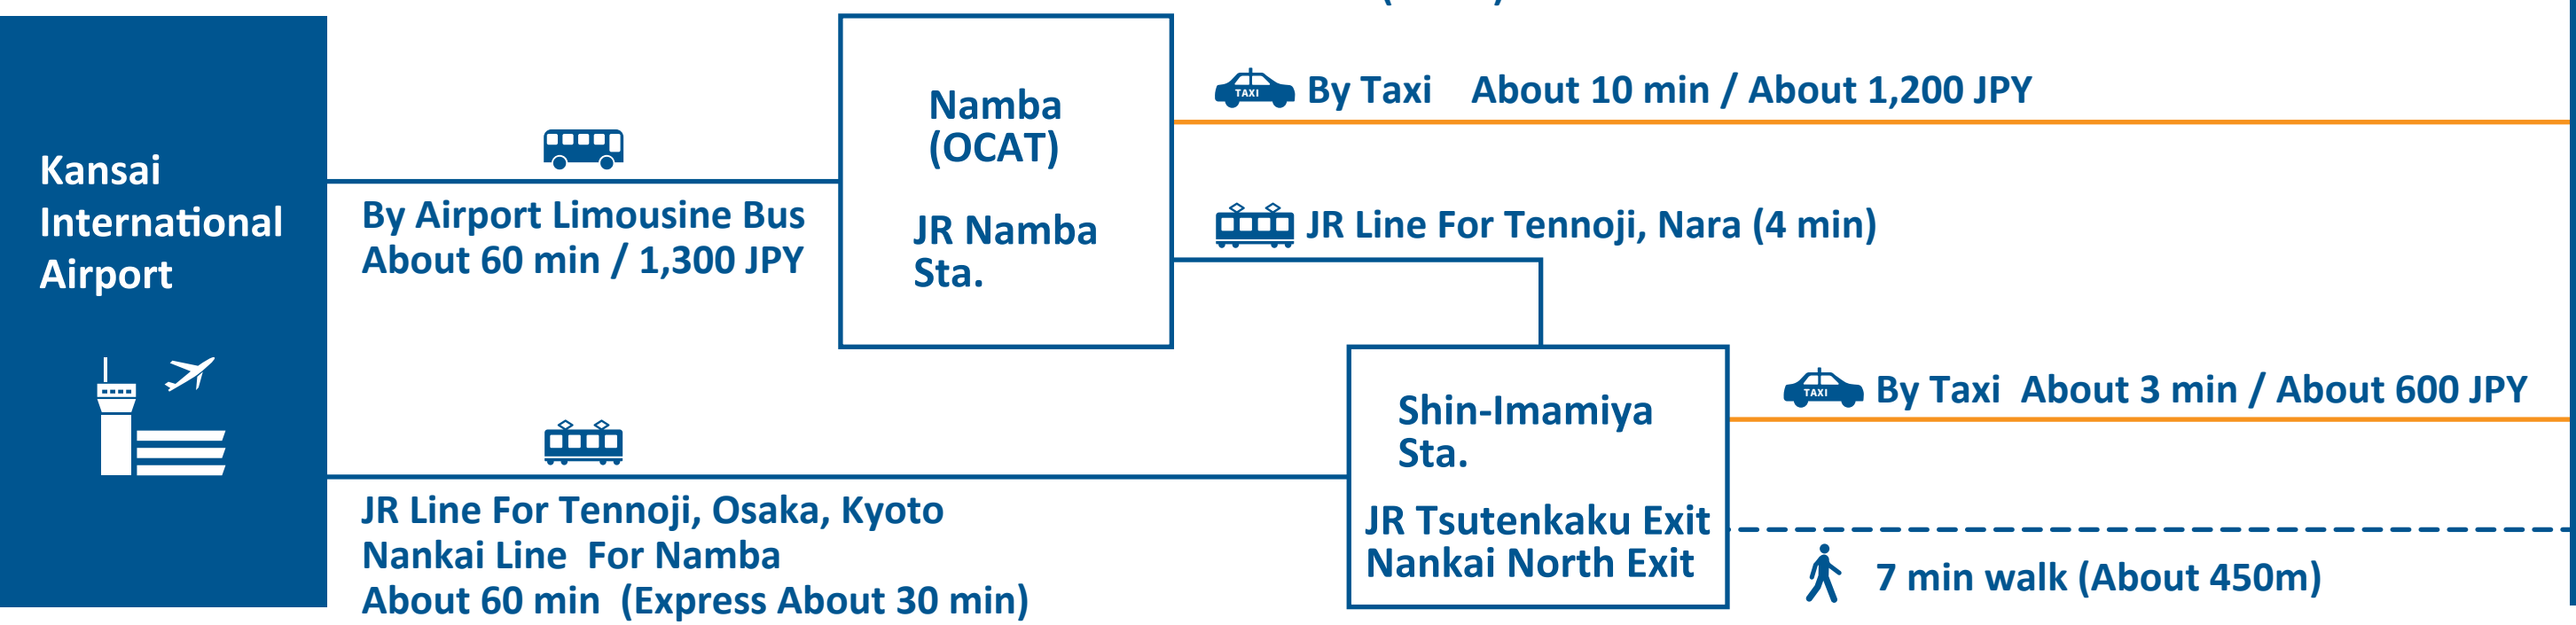 Kansai
International
Airport
By Airport Limousine Bus
About 60 min / 1,300 JPY
Namba
(OCAT)
JR Namba
Sta.
TAXI
By Taxi About 10 min / About 1,200 JPY
JR Line For Tennoji, Nara (4 min)
JR Line For Tennoji, Osaka, Kyoto
Nankai Line For Namba
About 60 min (Express About 30 min)
Shin-Imamiya
Sta.
JR Tsutenkaku Exit
Nankai North Exit
TAXI
By Taxi About 3 min / About 600 JPY
7 min walk (About 450m)